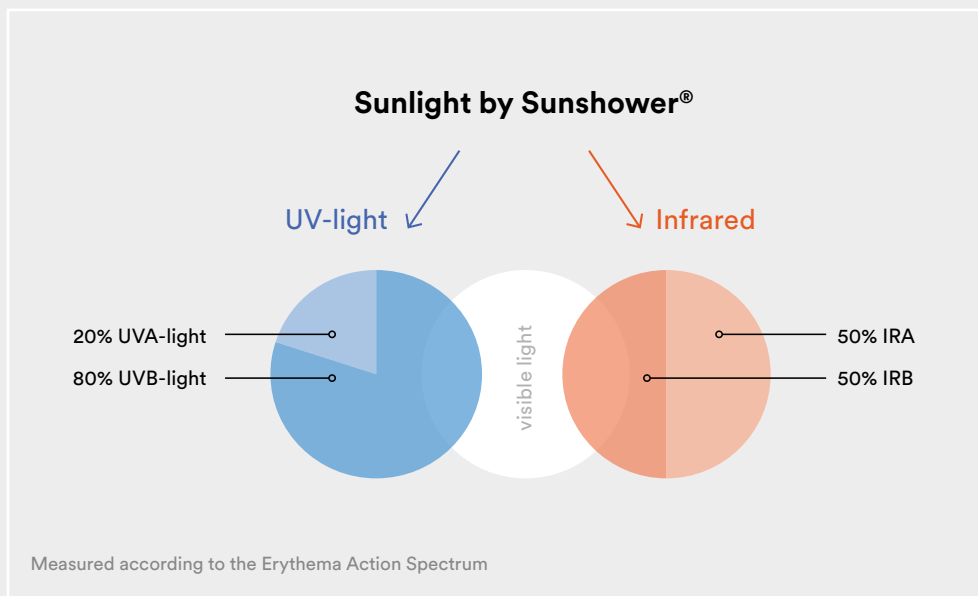 Sunlight by Sunshower®
UV-light
Infrared
20% UVA-light
80% UVB-light
visible light
50% IRA
50% IRB
Measured according to the Erythema Action Spectrum